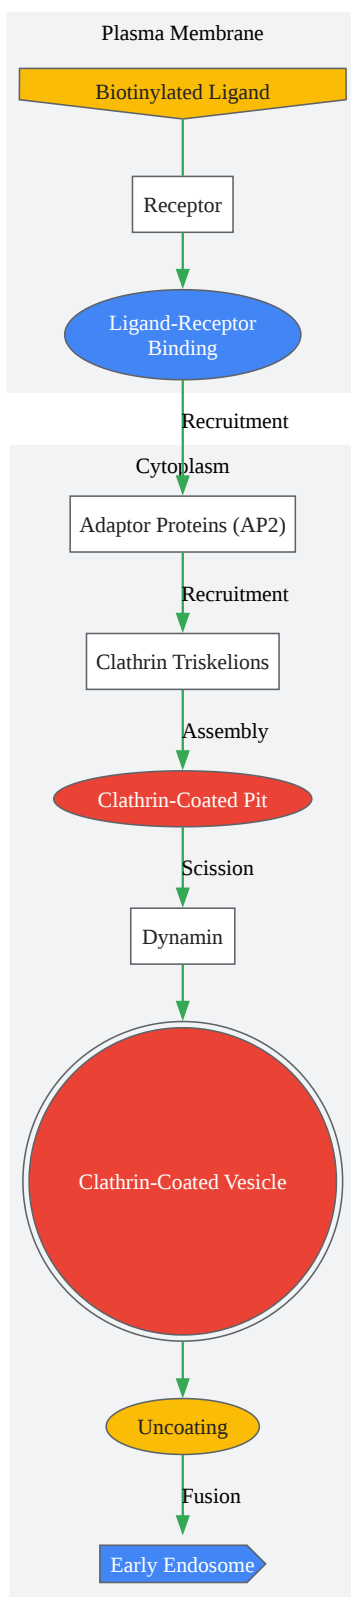 Plasma Membrane
Biotinylated Ligand
Receptor
Ligand-Receptor
Binding
Recruitment
Cytoplasm
Adaptor Proteins (AP2)
Recruitment
Clathrin Triskelions
Assembly
Clathrin-Coated Pit
Scission
Dynamin
Clathrin-Coated Vesicle
Uncoating
Fusion
Early Endosome